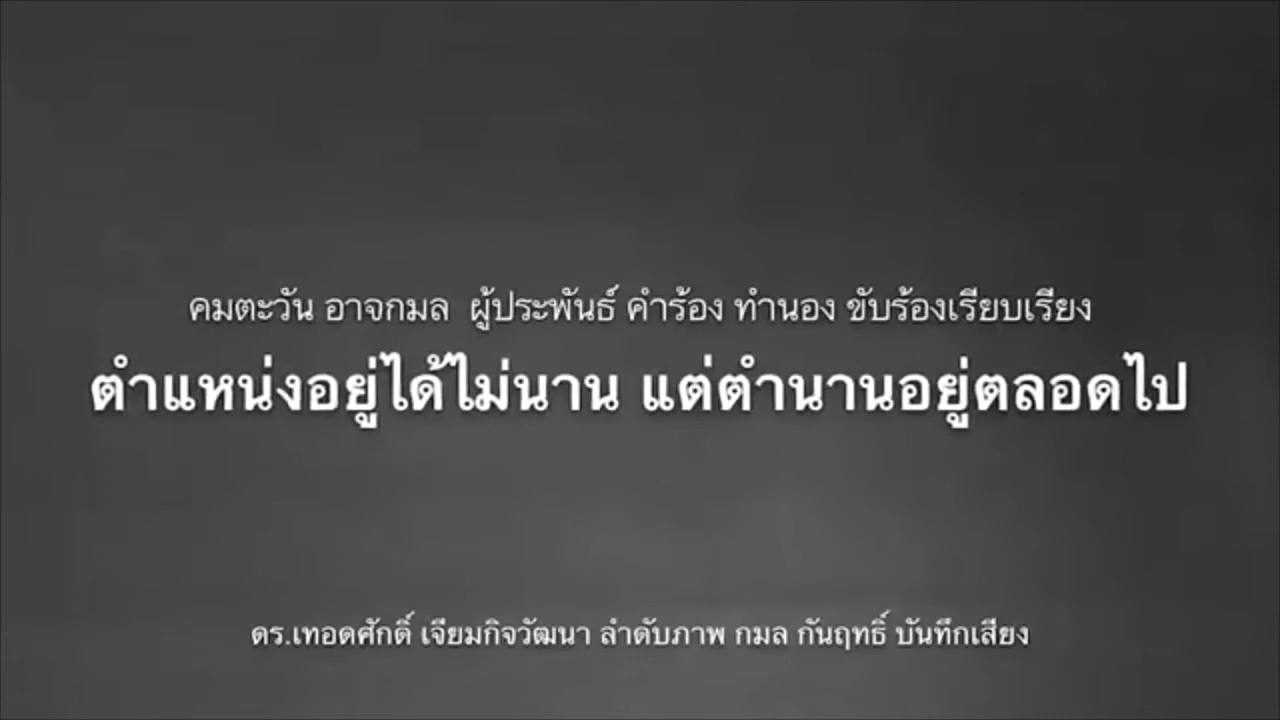 คมตะวัน อาจกมล  ผู้ประพันธ์ คำร้อง ทำนอง ขับร้องเรียบเรียง
ตำแหน่งอยู่ได้ไม่นาน แต่ตำนานอยู่ตลอดไป
ดร.เทอดศักดิ์ เจียมกิจวัฒนา ลำดับภาพ กมล กันฤทธิ์ บันทึกเสียง